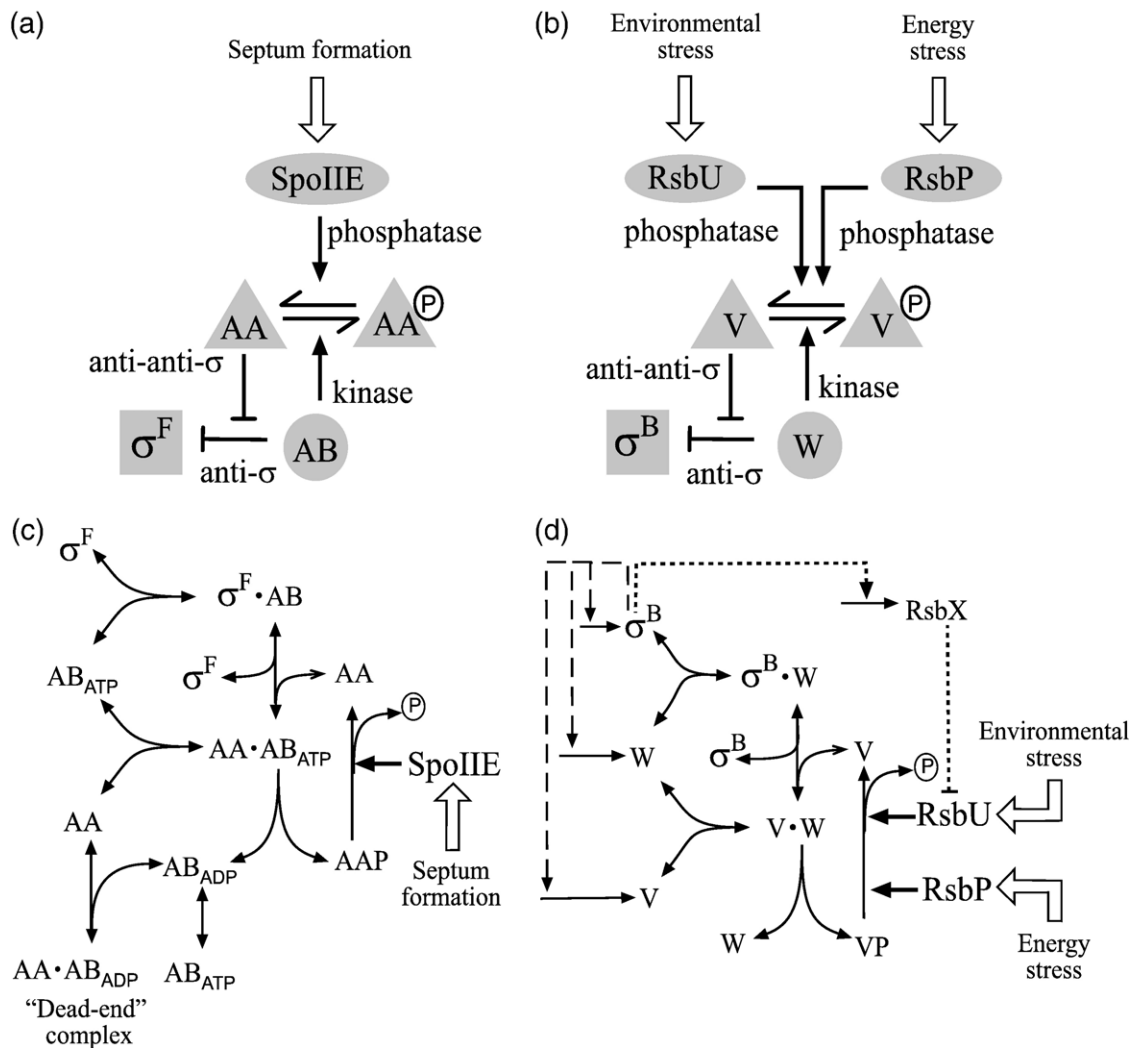 (a)
Septum formation
SpoIIE
phosphatase
AA
AA
P
anti-anti-σ
kinase
σF
AB
anti-σ
(b)
Environmental
stress
Energy
stress
RsbU
RsbP
phosphatase
phosphatase
V
V
P
anti-anti-σ
kinase
σB
W
anti-σ
(c)
σF
σF·AB
σF
AA
ABATP
P
AA·ABATP
SpoIIE
AA
ABADP
AAP
Septum
formation
AA·ABADP
ABATP
“Dead-end”
complex
(d)
σB
RsbX
σB·W
Environmental
stress
W
σB
V
P
V·W
RsbU
V
RsbP
W
VP
Energy
stress